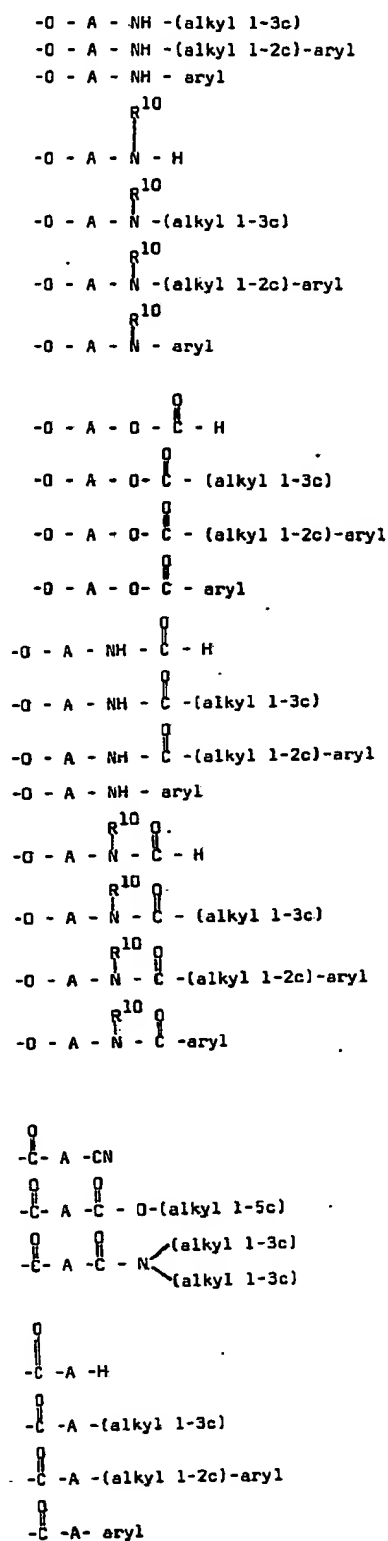 -O - A - NH -(alkyl 1-3c)
-O - A - NH -(alkyl 1-2c)-aryl
-O - A - NH - aryl
R10
-O - A - N - H
R10
-O - A - N -(alkyl 1-3c)
R10
-O - A - N -(alkyl 1-2c)-aryl
R10
-O - A - N - aryl
O
-O - A - O - C - H
O
-O - A - O- C - (alkyl 1-3c)
O
-O - A - O- C - (alkyl 1-2c)-aryl
O
-O - A - O- C - aryl
O
-O - A - NH - C - H
O
-O - A - NH - C -(alkyl 1-3c)
O
-O - A - NH - C -(alkyl 1-2c)-aryl
-O - A - NH - aryl
R10 O
-O - A - N - C - H
R10 O
-O - A - N - C - (alkyl 1-3c)
R10 O
-O - A - N - C -(alkyl 1-2c)-aryl
R10 O
-O - A - N - C -aryl
O
-C- A -CN
O O
-C- A -C - O-(alkyl 1-5c)
O O (alkyl 1-3c)
-C- A -C - N
(alkyl 1-3c)
O
-C -A -H
O
-C -A -(alkyl 1-3c)
O
-C -A -(alkyl 1-2c)-aryl
O
-C -A- aryl